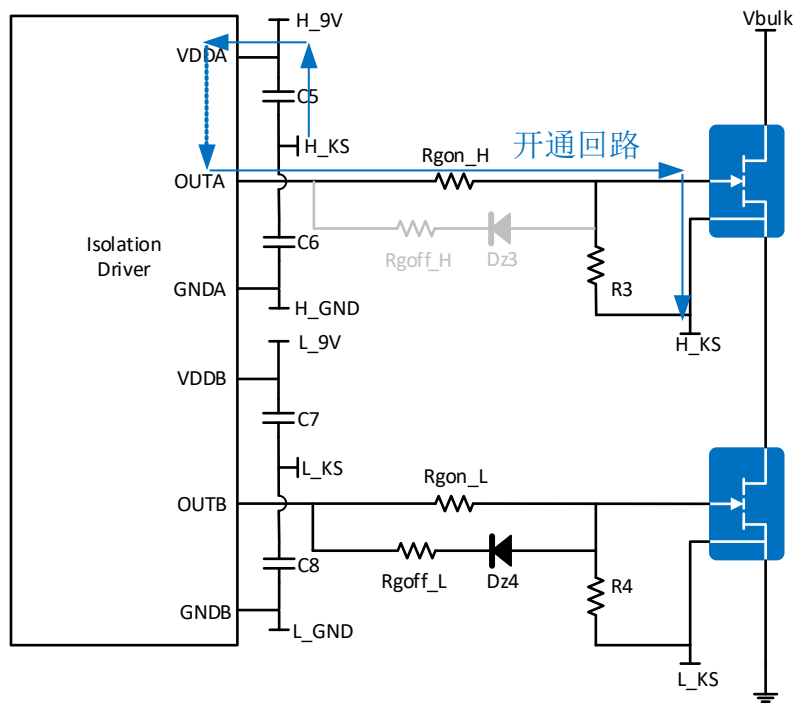 H_9V
Vbulk
VDDA
C5
H_KS
开通回路
Rgon_H
OUTA
Isolation
Driver
C6
Rgoff_H
Dz3
R3
GNDA
H_GND
H_KS
L_9V
VDDB
C7
L_KS
Rgon_L
OUTB
C8
Rgoff_L
Dz4
R4
GNDB
L_GND
L_KS